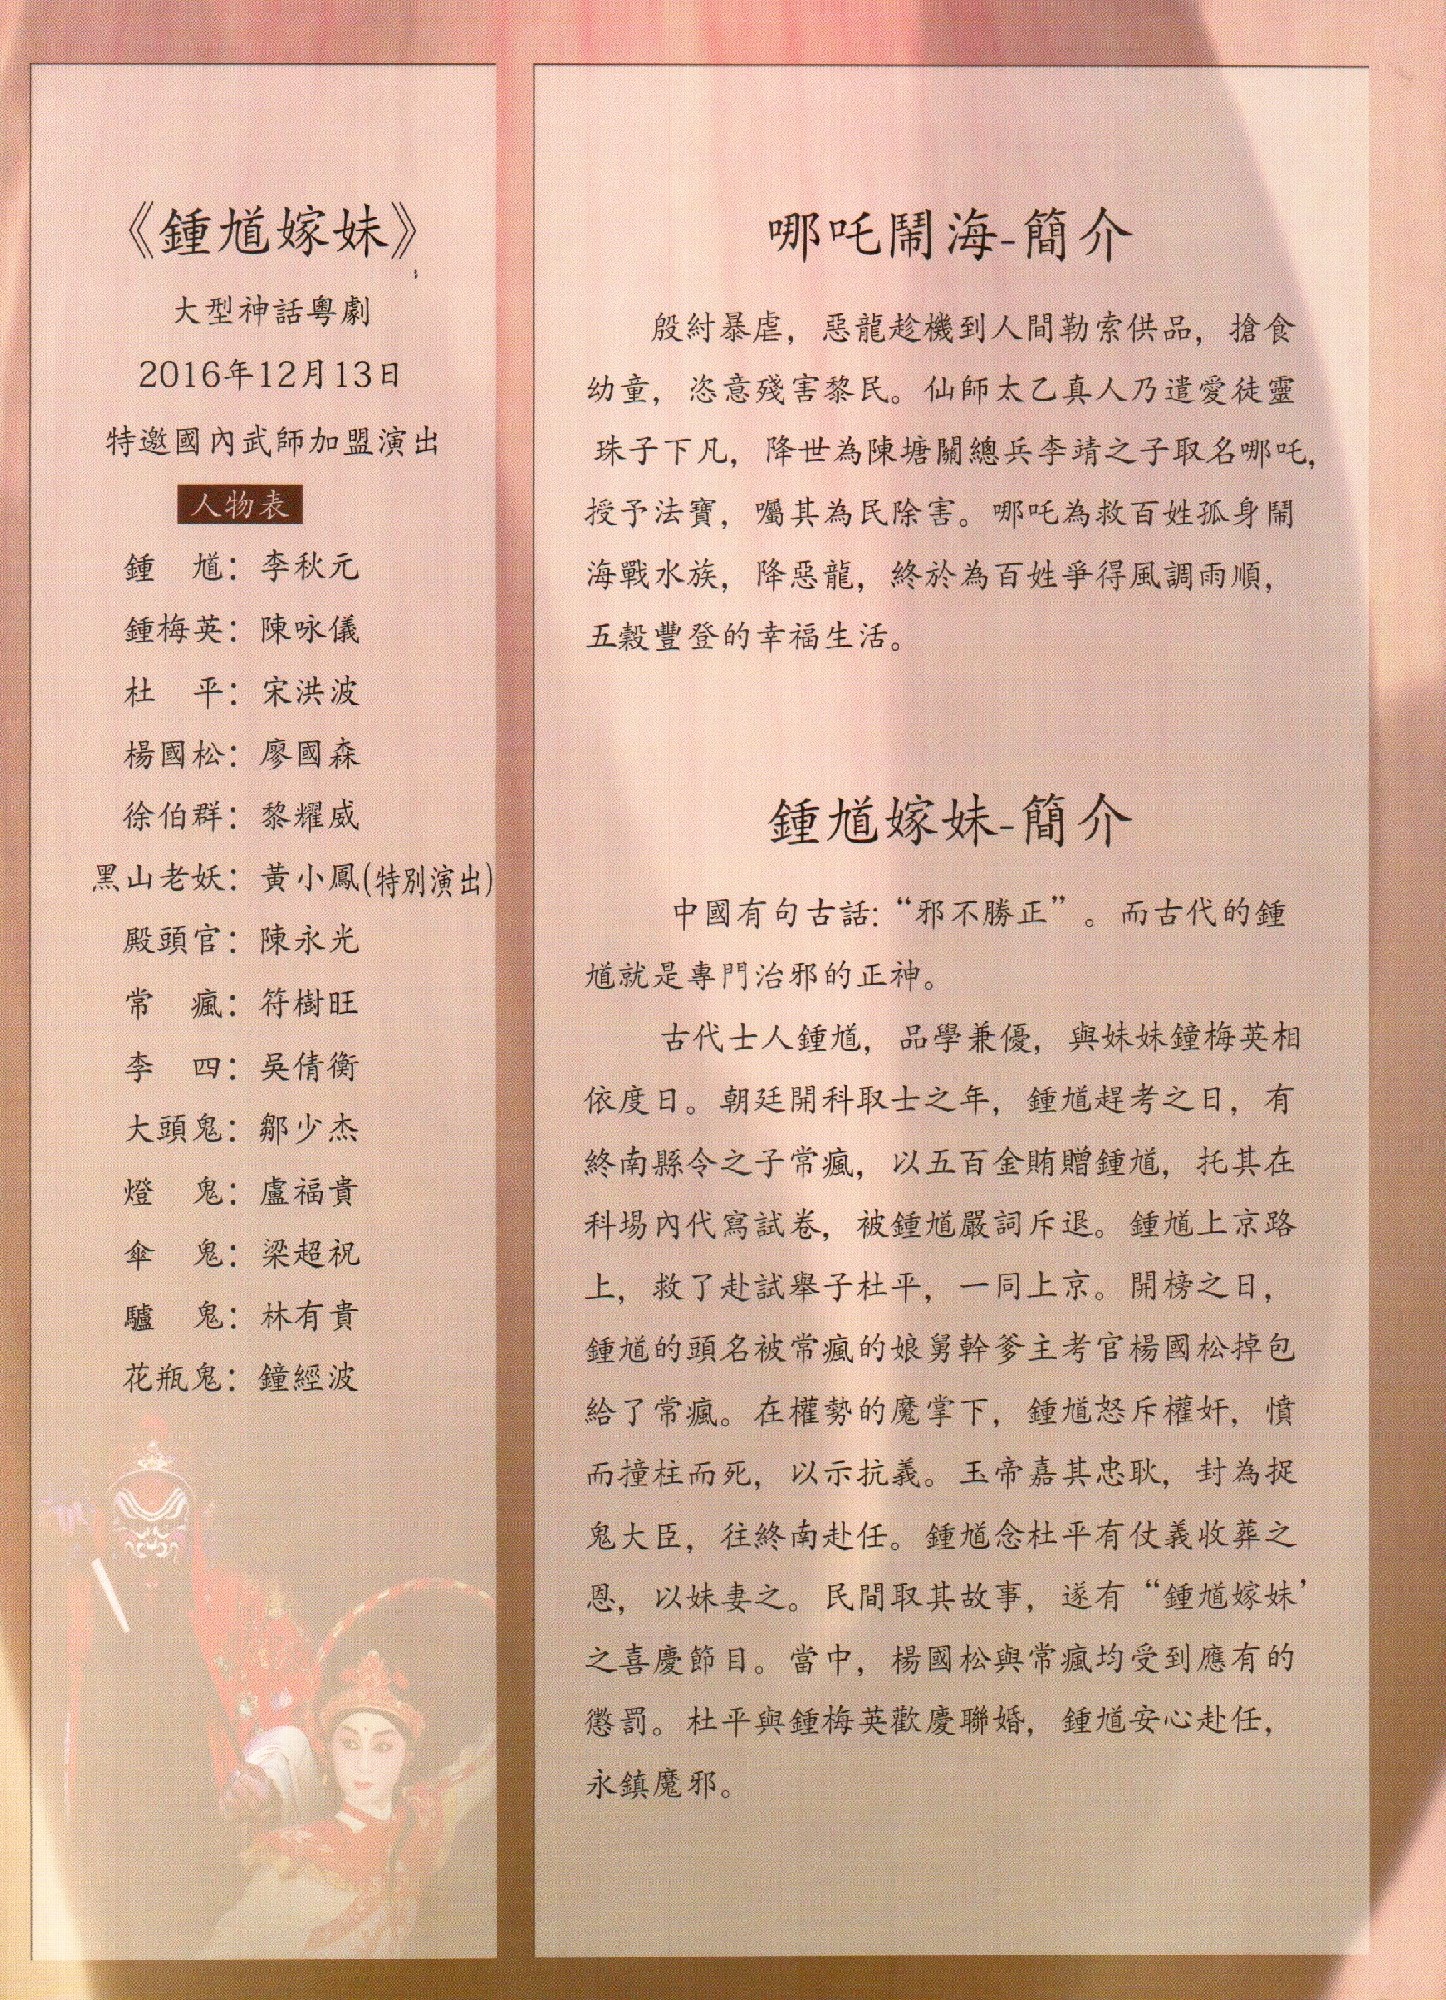 《鍾馗嫁妹》
大型神話粵劇
2016年12月13日
特邀國內武師加盟演出
人物表
鍾　馗：李秋元
鍾梅英：陳咏儀
杜　平：宋洪波
楊國松：廖國森
徐伯群：黎耀威
黑山老妖：黃小鳳(特別演出)
殿頭官：陳永光
常　瘋：符樹旺
李　四：吳倩衡
大頭鬼：鄒少杰
燈　鬼：盧福貴
傘　鬼：梁超祝
驢　鬼：林有貴
花瓶鬼：鐘經波
哪吒鬧海-簡介
殷紂暴虐，惡龍趁機到人間勒索供品，搶食
幼童，恣意殘害黎民。仙師太乙真人乃遣愛徒靈
珠子下凡，降世為陳塘關總兵李靖之子取名哪吒，
授予法寶，囑其為民除害。哪吒為救百姓孤身鬧
海戰水族，降惡龍，終於為百姓爭得風調雨順，
五穀豐登的幸福生活。
鍾馗嫁妹-簡介
中國有句古話：“邪不勝正”。而古代的鍾
馗就是專門治邪的正神。
古代士人鍾馗，品學兼優，與妹妹鐘梅英相
依度日。朝廷開科取士之年，鍾馗趕考之日，有
終南縣令之子常瘋，以五百金賄贈鍾馗，托其在
科場內代寫試卷，被鍾馗嚴詞斥退。鍾馗上京路
上，救了赴試舉子杜平，一同上京。開榜之日，
鍾馗的頭名被常瘋的娘舅幹爹主考官楊國松掉包
給了常瘋。在權勢的魔掌下，鍾馗怒斥權奸，憤
而撞柱而死，以示抗義。玉帝嘉其忠耿，封為捉
鬼大臣，往終南赴任。鍾馗念杜平有仗義收葬之
恩，以妹妻之。民間取其故事，遂有“鍾馗嫁妹’
之喜慶節目。當中，楊國松與常瘋均受到應有的
懲罰。杜平與鍾梅英歡慶聯婚，鍾馗安心赴任，
永鎮魔邪。